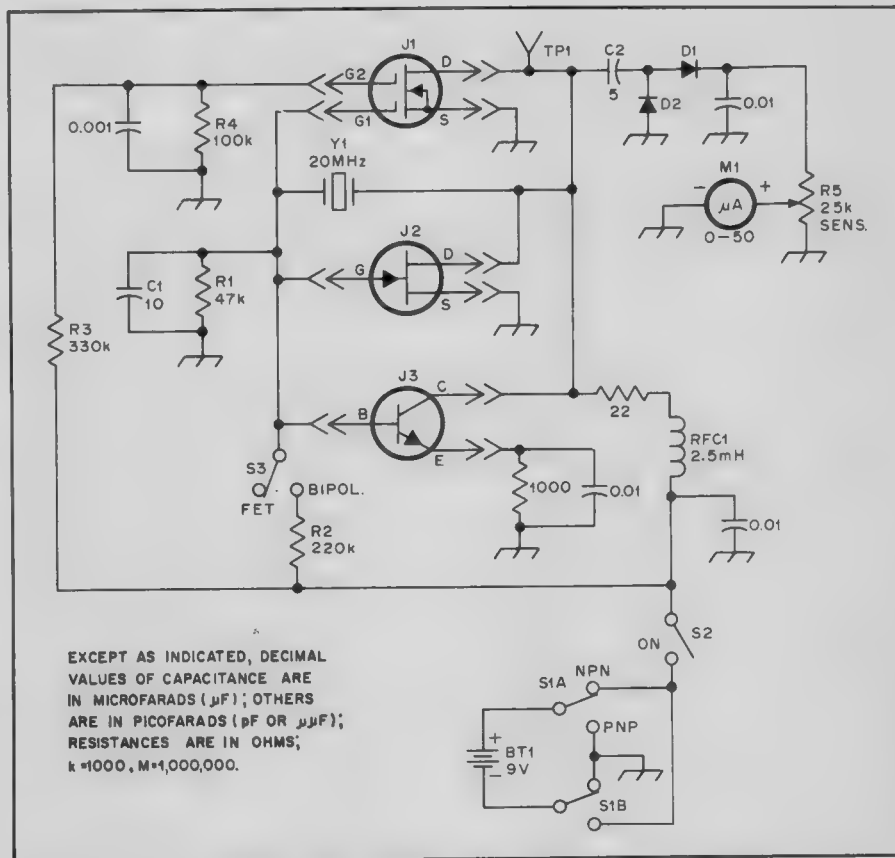 J1
TP1
C2
5
D1
D2
0.01
G2
D
G1
S
0.001
R4
100k
Y1
20MHz
M1
-
+
µA
0-50
R5
25k
SENS.
J2
G
D
S
C1
10
R1
47k
R3
330k
J3
B
C
E
22
RFC1
2.5mH
1000
0.01
0.01
S3
FET
BIPOL.
R2
220k
S2
ON
NPN
S1A
PNP
+
BT1
-
9V
S1B
EXCEPT AS INDICATED, DECIMAL
VALUES OF CAPACITANCE ARE
IN MICROFARADS (µF); OTHERS
ARE IN PICOFARADS (pF OR µµF);
RESISTANCES ARE IN OHMS;
k=1000, M=1,000,000.